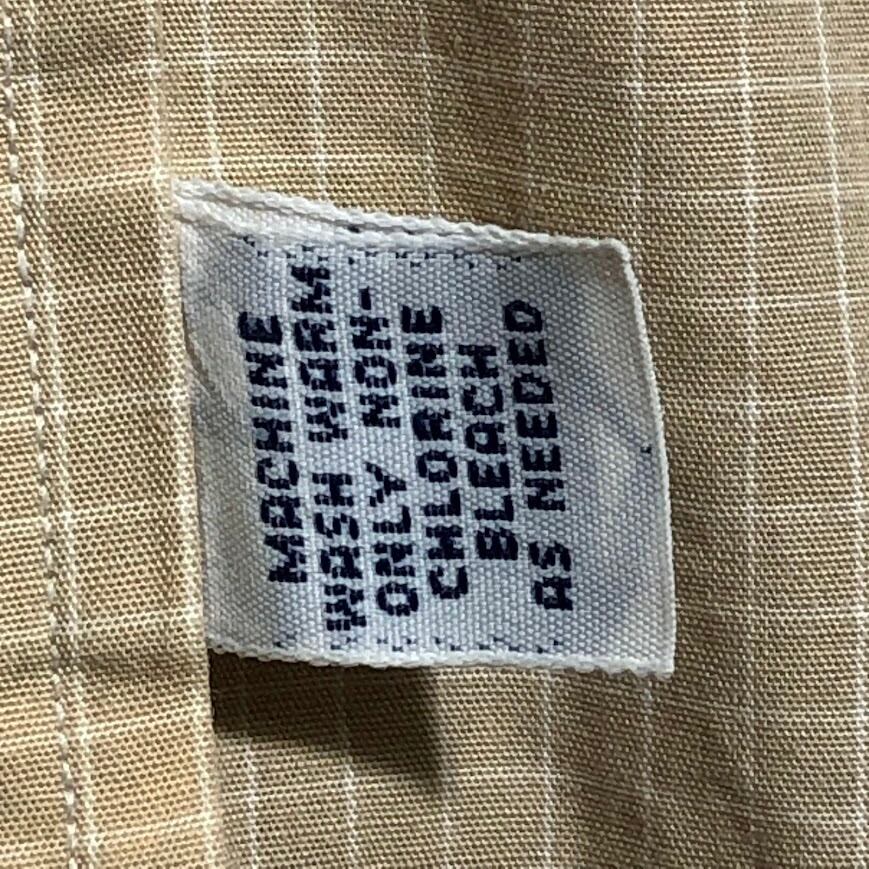 MACHINE
WASH WARM
ONLY NON-
CHLORINE
BLEACH
AS NEEDED